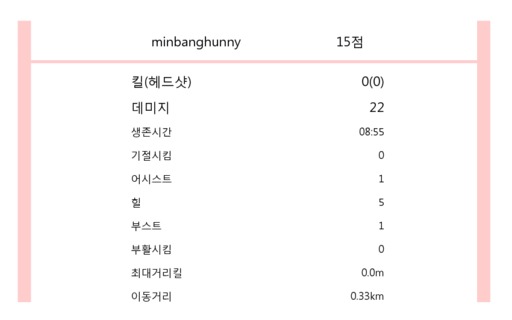 minbanghunny 15점
킬(헤드샷) 0(0)
데미지 22
생존시간 08:55
기절시킴 0
어시스트 1
힐 5
부스트 1
부활시킴 0
최대거리킬 0.0m
이동거리 0.33km